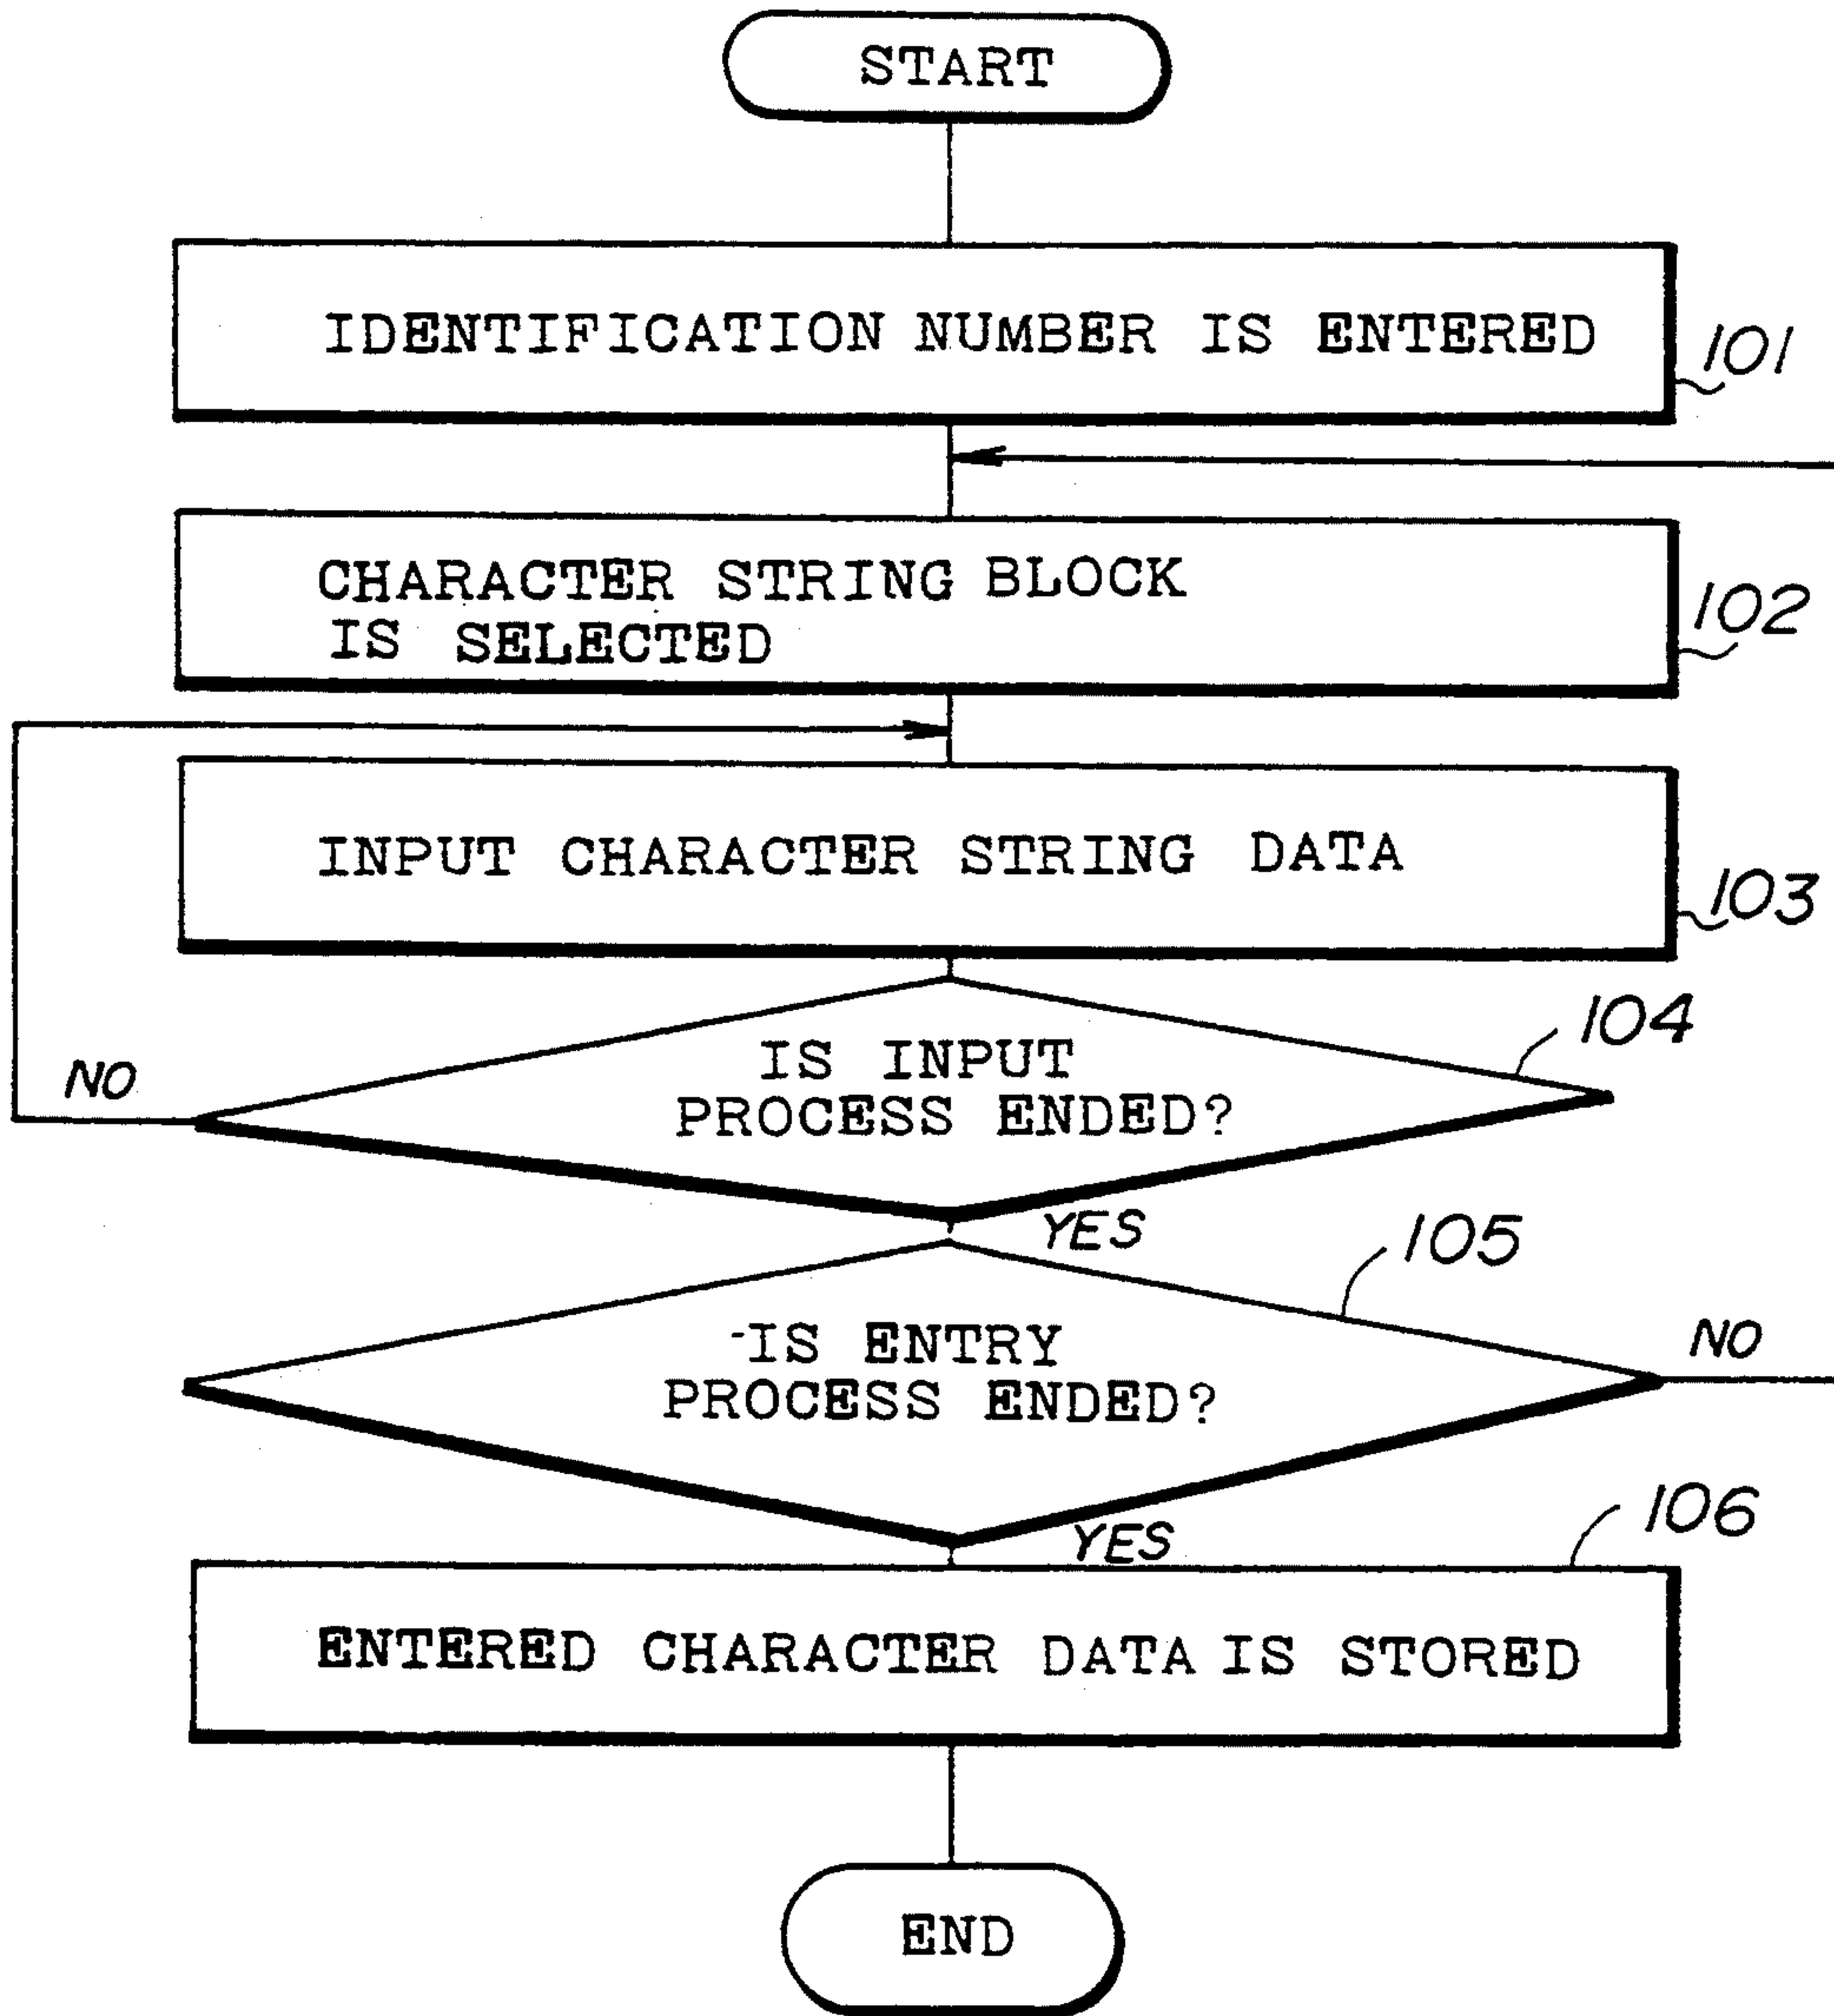 START
IDENTIFICATION NUMBER IS ENTERED
101
CHARACTER STRING BLOCK
IS SELECTED
102
INPUT CHARACTER STRING DATA
103
104
IS INPUT
PROCESS ENDED?
NO
YES
105
IS ENTRY
PROCESS ENDED?
NO
YES
106
ENTERED CHARACTER DATA IS STORED
END